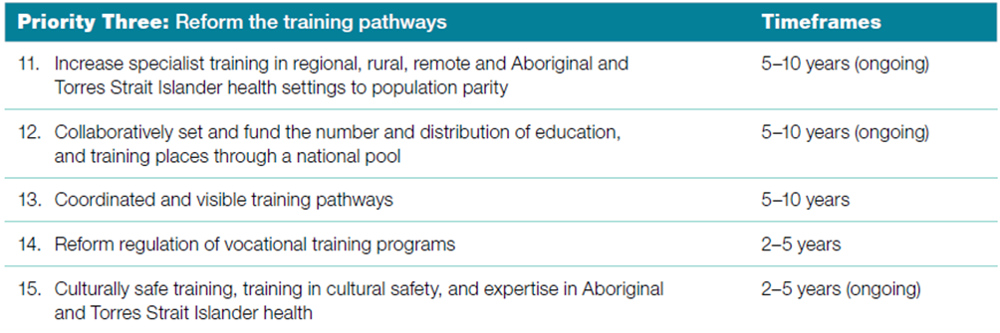 Priority Three: Reform the training pathways Timeframes
11. Increase specialist training in regional, rural, remote and Aboriginal and 5–10 years (ongoing)
Torres Strait Islander health settings to population parity
12. Collaboratively set and fund the number and distribution of education, 5–10 years (ongoing)
and training places through a national pool
13. Coordinated and visible training pathways 5–10 years
14. Reform regulation of vocational training programs 2–5 years
15. Culturally safe training, training in cultural safety, and expertise in Aboriginal 2–5 years (ongoing)
and Torres Strait Islander health